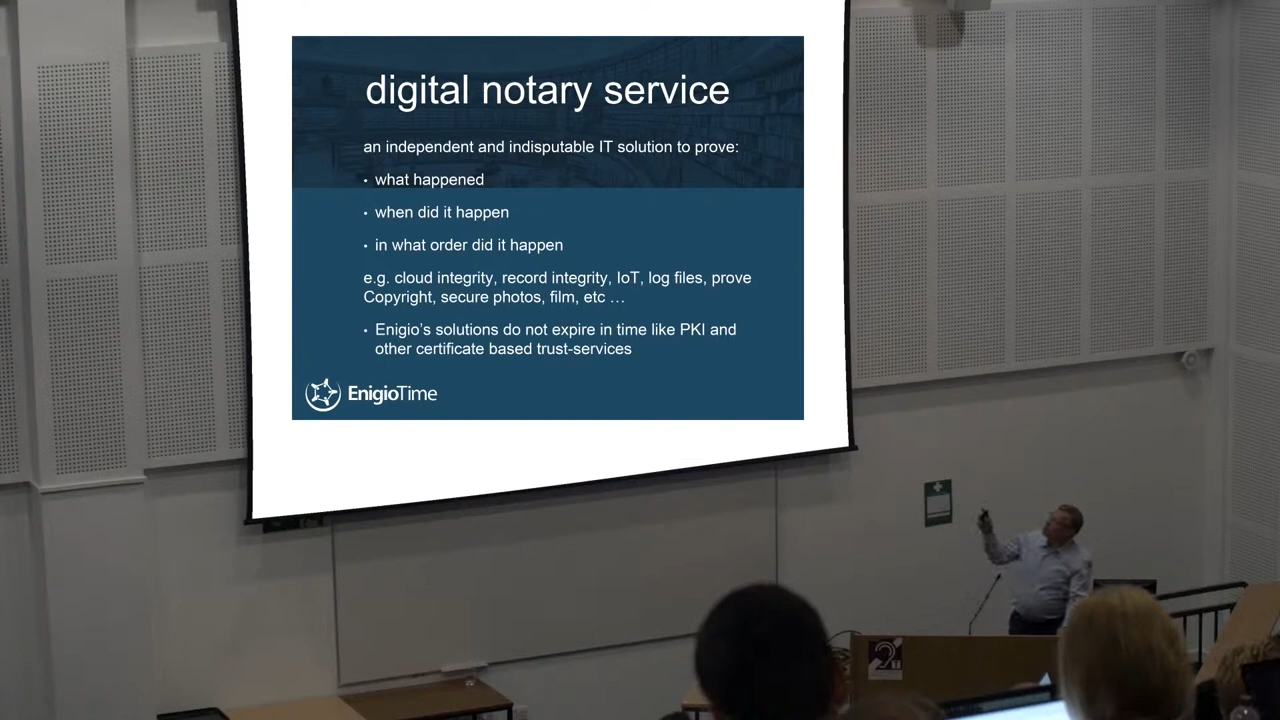 digital notary service
an independent and indisputable IT solution to prove:
• what happened
• when did it happen
• in what order did it happen
e.g. cloud integrity, record integrity, IoT, log files, prove
Copyright, secure photos, film, etc …
• Enigio’s solutions do not expire in time like PKI and
other certificate based trust-services
EnigioTime
T